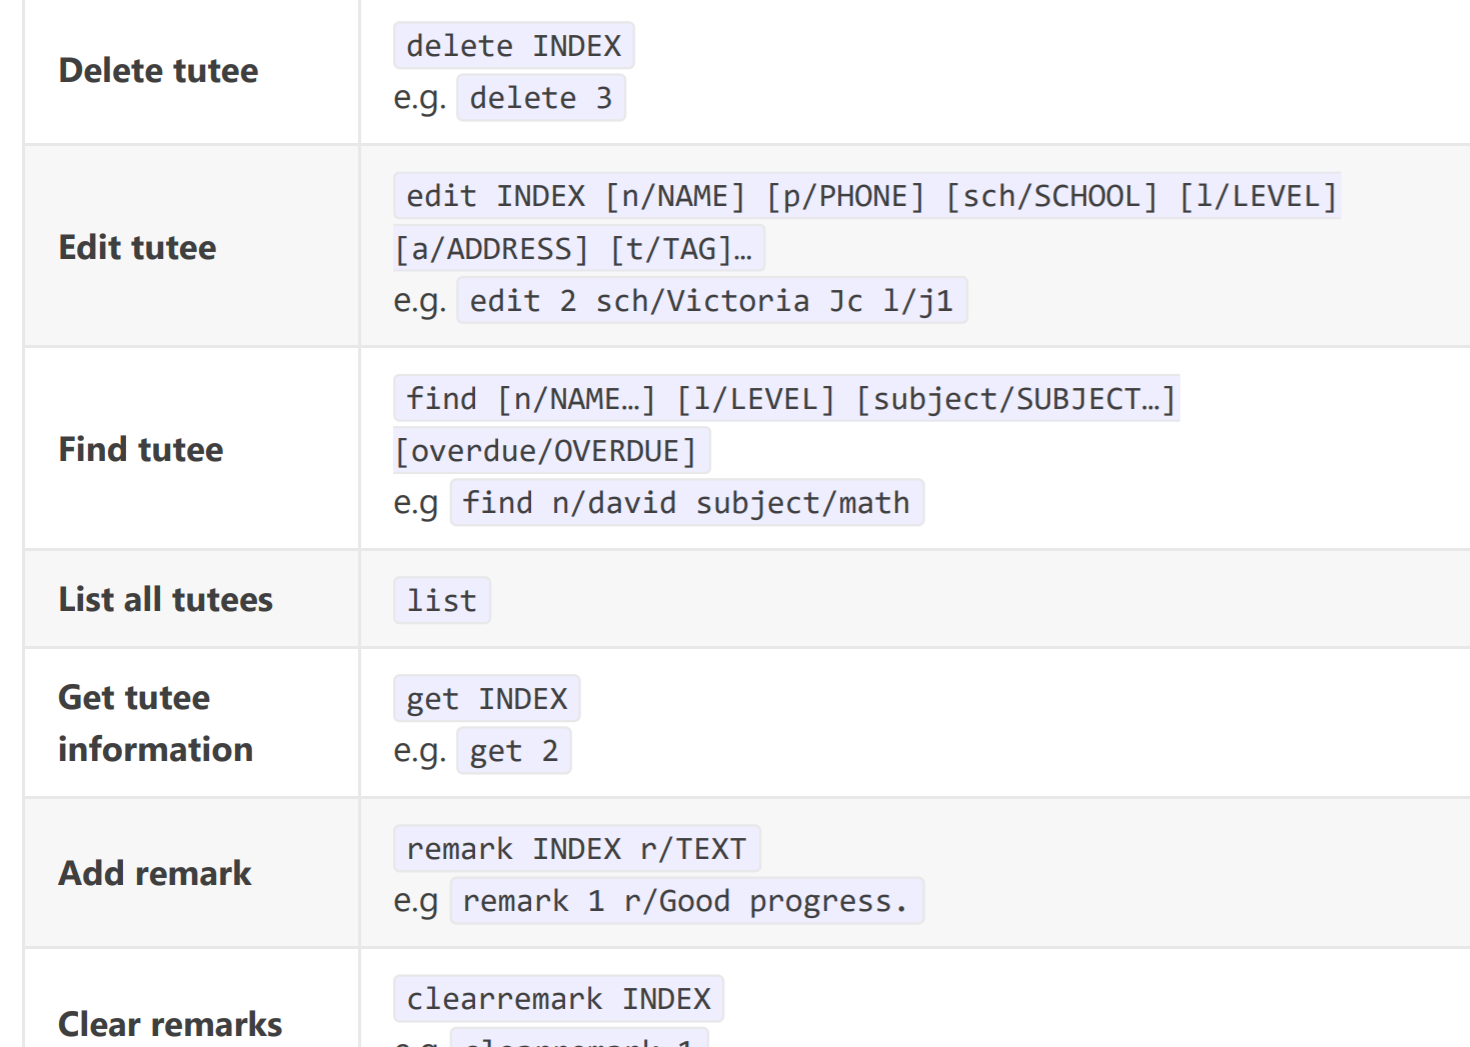 Delete tutee
delete INDEX
e.g. delete 3
Edit tutee
edit INDEX [n/NAME] [p/PHONE] [sch/SCHOOL] [l/LEVEL]
[a/ADDRESS] [t/TAG]…
e.g. edit 2 sch/Victoria Jc l/j1
Find tutee
find [n/NAME…] [l/LEVEL] [subject/SUBJECT…]
[overdue/OVERDUE]
e.g find n/david subject/math
List all tutees
list
Get tutee
information
get INDEX
e.g. get 2
Add remark
remark INDEX r/TEXT
e.g remark 1 r/Good progress.
Clear remarks
clearremark INDEX
e.g clearremark 1